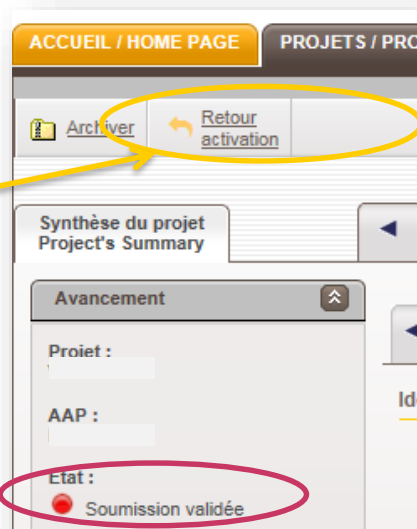 ACCUEIL / HOME PAGE PROJETS / PRO
Archiver Retour
activation
Synthèse du projet
Project's Summary
Avancement
Projet :
AAP :
Etat :
Soumission validée
Id